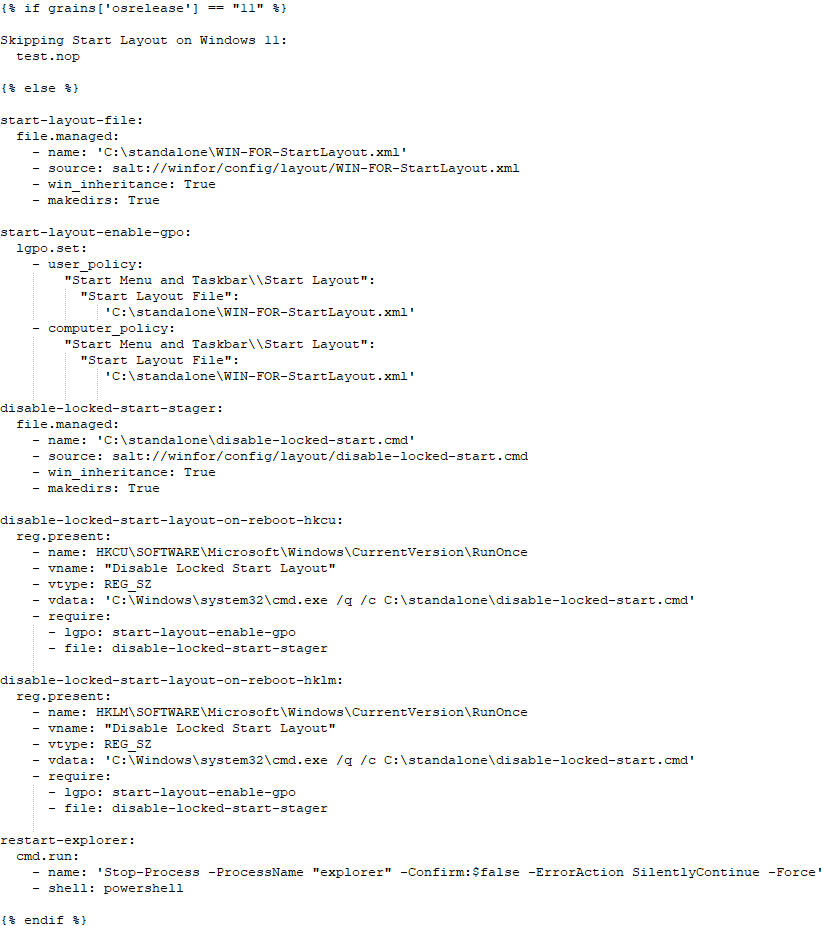 {% if grains['osrelease'] == "11" %}

Skipping Start Layout on Windows 11:
  test.nop

{% else %}

start-layout-file:
  file.managed:
    - name: 'C:\standalone\WIN-FOR-StartLayout.xml'
    - source: salt://winfor/config/layout/WIN-FOR-StartLayout.xml
    - win_inheritance: True
    - makedirs: True

start-layout-enable-gpo:
  lgpo.set:
    - user_policy:
        "Start Menu and Taskbar\\Start Layout":
          "Start Layout File":
             'C:\standalone\WIN-FOR-StartLayout.xml'
    - computer_policy:
        "Start Menu and Taskbar\\Start Layout":
          "Start Layout File":
             'C:\standalone\WIN-FOR-StartLayout.xml'

disable-locked-start-stager:
  file.managed:
    - name: 'C:\standalone\disable-locked-start.cmd'
    - source: salt://winfor/config/layout/disable-locked-start.cmd
    - win_inheritance: True
    - makedirs: True

disable-locked-start-layout-on-reboot-hkcu:
  reg.present:
    - name: HKCU\SOFTWARE\Microsoft\Windows\CurrentVersion\RunOnce
    - vname: "Disable Locked Start Layout"
    - vtype: REG_SZ
    - vdata: 'C:\Windows\system32\cmd.exe /q /c C:\standalone\disable-locked-start.cmd'
    - require:
      - lgpo: start-layout-enable-gpo
      - file: disable-locked-start-stager

disable-locked-start-layout-on-reboot-hklm:
  reg.present:
    - name: HKLM\SOFTWARE\Microsoft\Windows\CurrentVersion\RunOnce
    - vname: "Disable Locked Start Layout"
    - vtype: REG_SZ
    - vdata: 'C:\Windows\system32\cmd.exe /q /c C:\standalone\disable-locked-start.cmd'
    - require:
      - lgpo: start-layout-enable-gpo
      - file: disable-locked-start-stager

restart-explorer:
  cmd.run:
    - name: 'Stop-Process -ProcessName "explorer" -Confirm:$false -ErrorAction SilentlyContinue -Force'
    - shell: powershell

{% endif %}